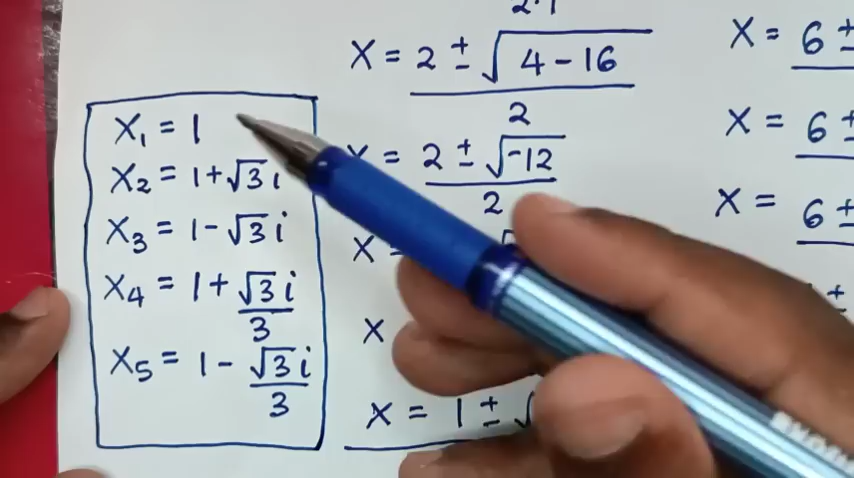 X₁ = 1
X₂ = 1+√3 i
X₃ = 1-√3 i
X₄ = 1+ √3 i / 3
X₅ = 1- √3 i / 3
2·1
X = 2 ± √4-16 / 2
X = 2 ± √-12 / 2
X =
X
X = 1 ± √
X = 6 ±
X = 6 ±
X = 6 ±